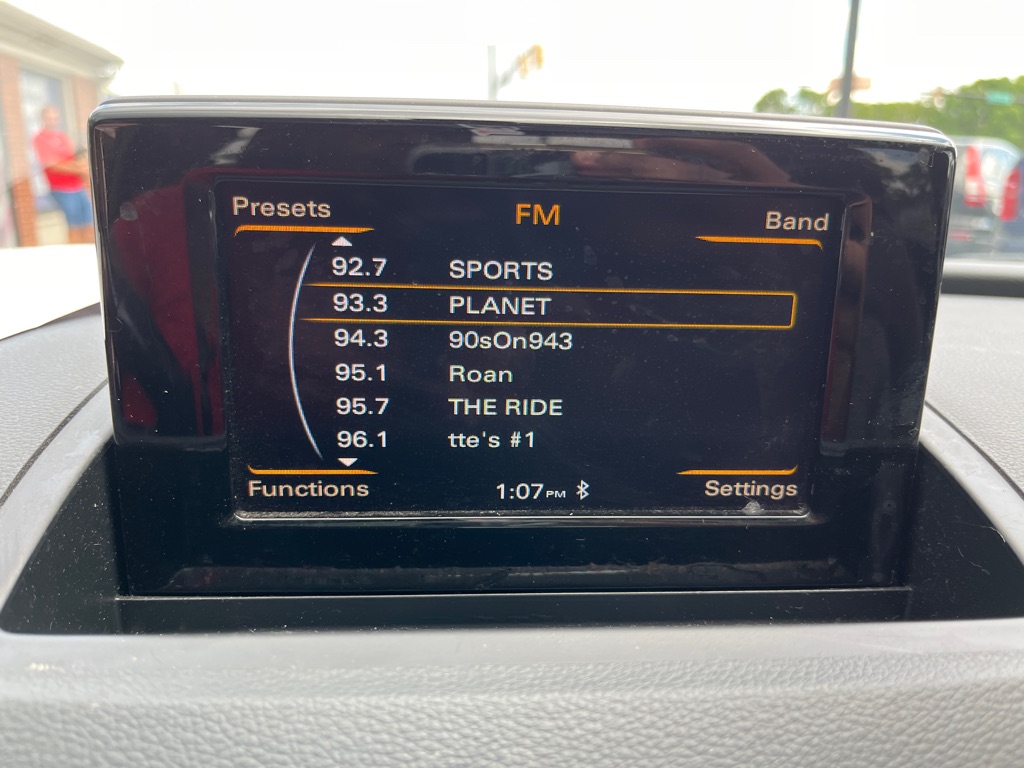 Presets FM Band
92.7 SPORTS
93.3 PLANET
94.3 90sOn943
95.1 Roan
95.7 THE RIDE
96.1 tte's #1
Functions 1:07PM Settings